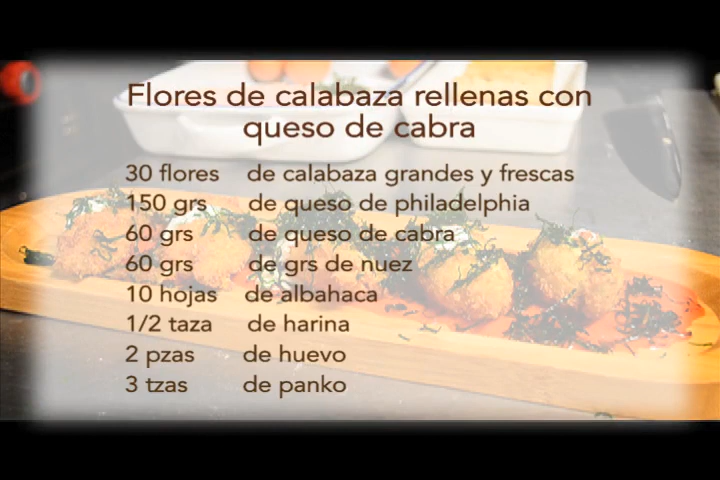 Flores de calabaza rellenas con
queso de cabra
30 flores de calabaza grandes y frescas
150 grs de queso de philadelphia
60 grs de queso de cabra
60 grs de grs de nuez
10 hojas de albahaca
1/2 taza de harina
2 pzas de huevo
3 tzas de panko